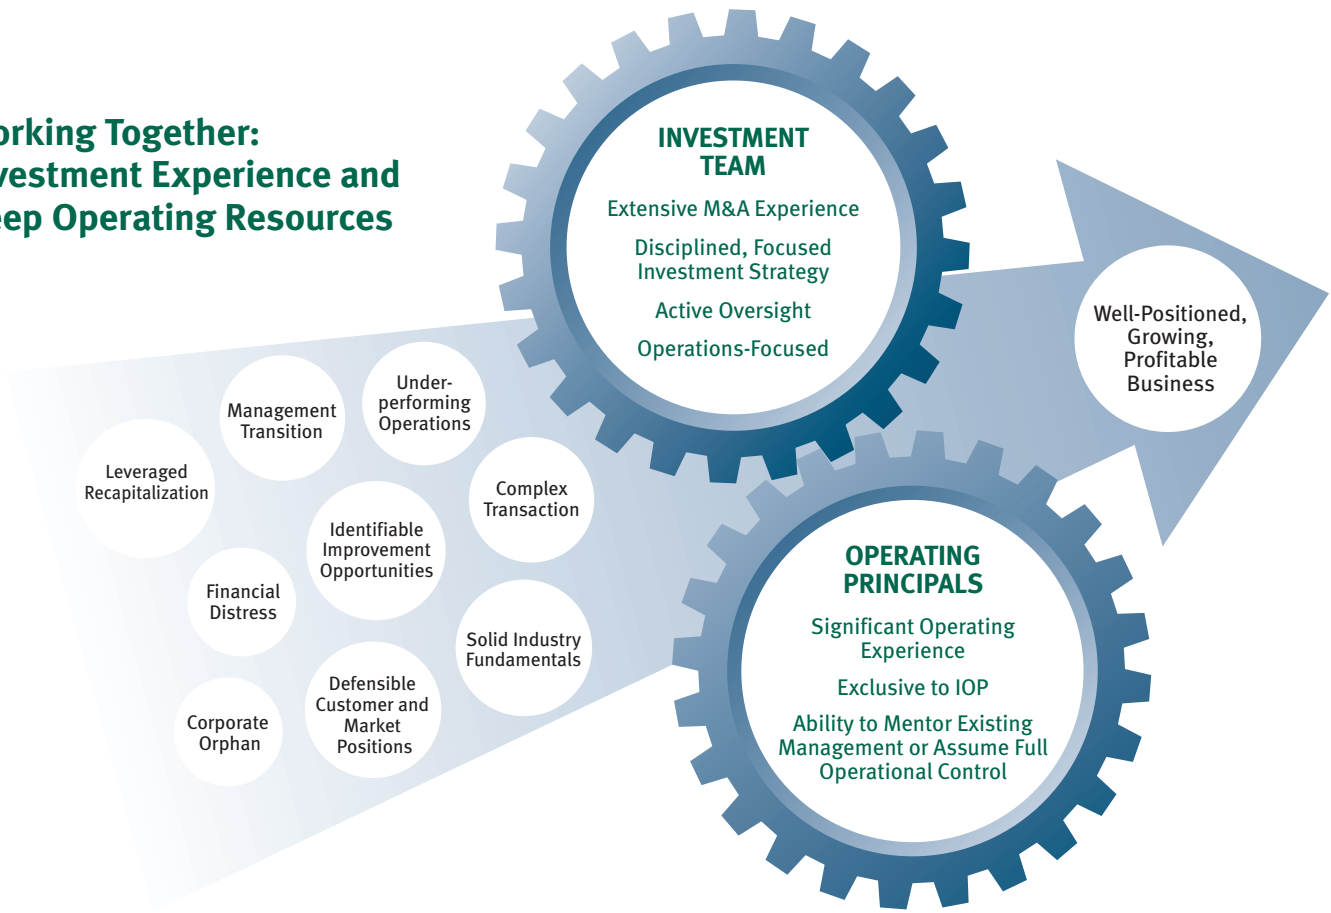 orking Together:
vestment Experience and
eep Operating Resources
INVESTMENT
TEAM
Extensive M&A Experience
Disciplined, Focused
Investment Strategy
Active Oversight
Operations-Focused
Well-Positioned,
Growing,
Profitable
Business
Under-
performing
Operations
Management
Transition
Leveraged
Recapitalization
Complex
Transaction
Identifiable
Improvement
Opportunities
Financial
Distress
Solid Industry
Fundamentals
Defensible
Customer and
Market
Positions
Corporate
Orphan
OPERATING
PRINCIPALS
Significant Operating
Experience
Exclusive to IOP
Ability to Mentor Existing
Management or Assume Full
Operational Control